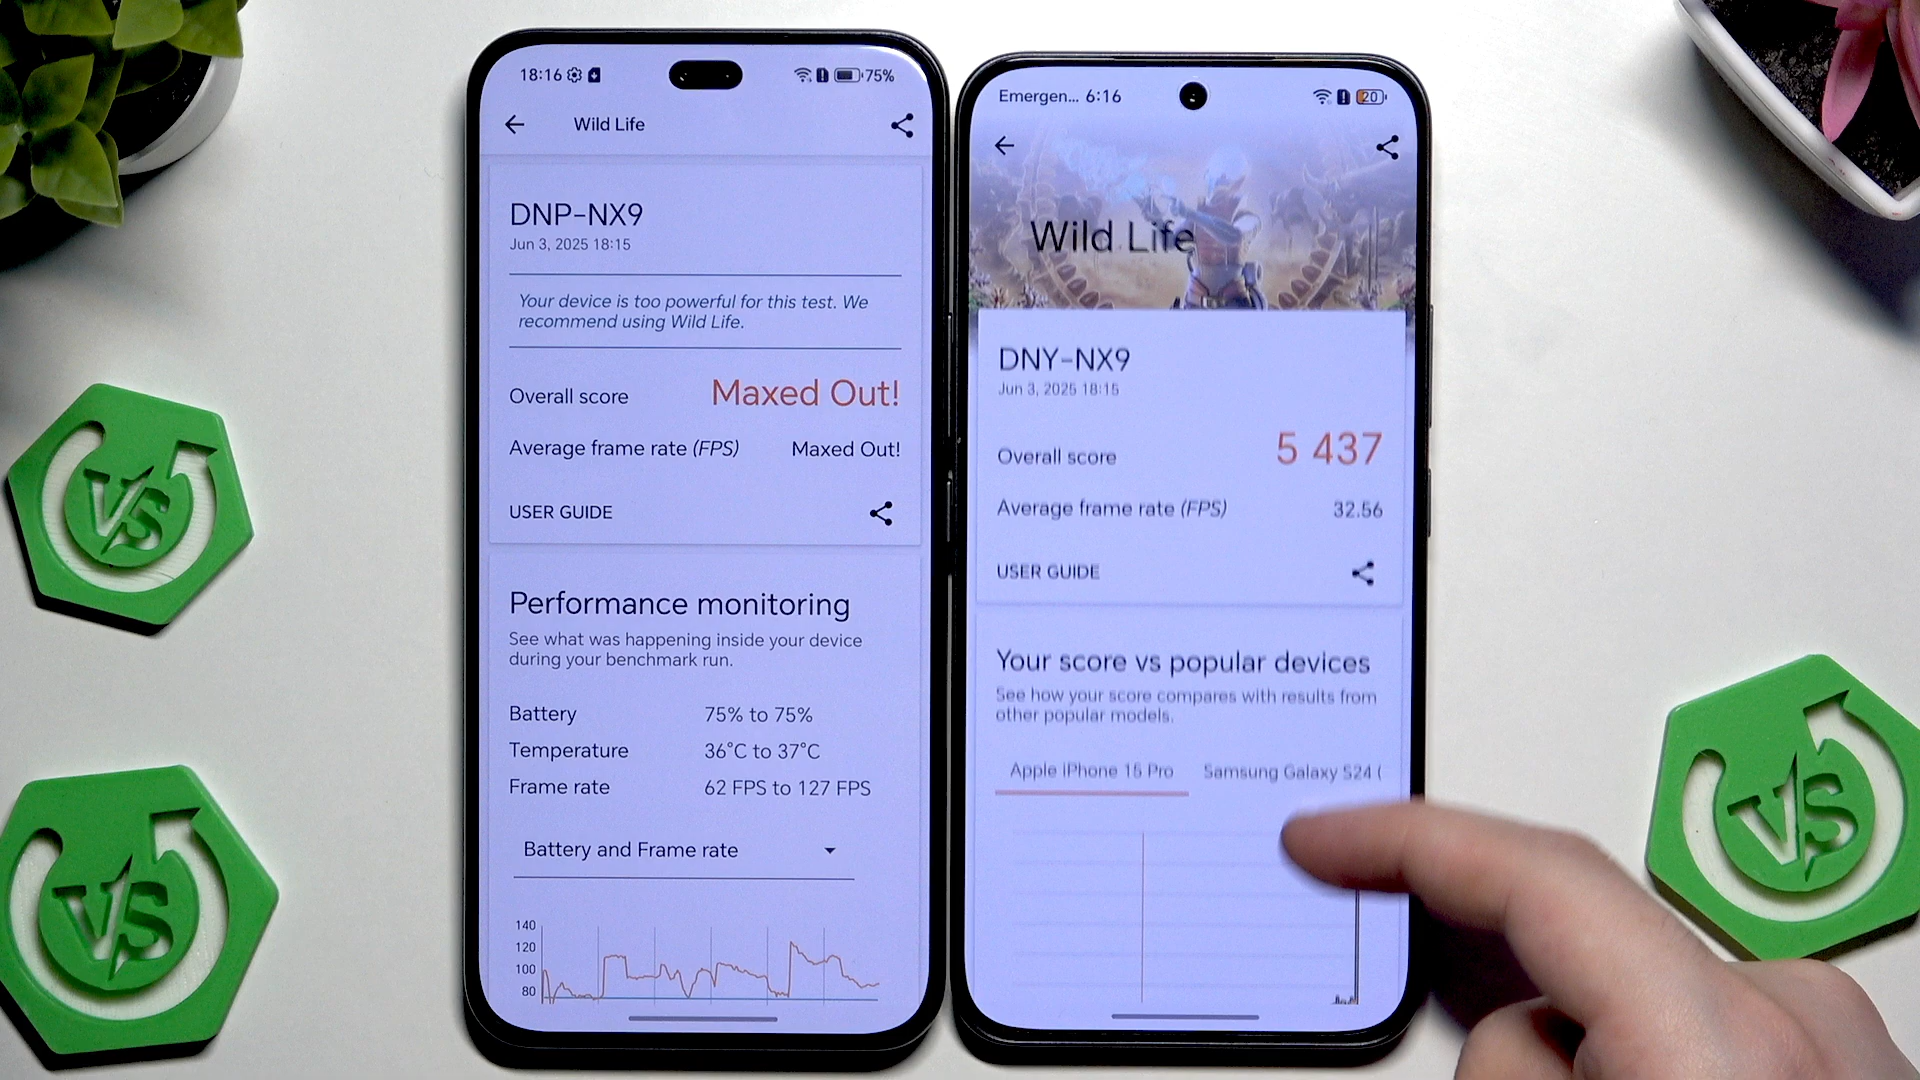 18:16
75%
Wild Life
DNP-NX9
Jun 3, 2025 18:15
Your device is too powerful for this test. We
recommend using Wild Life.
Overall score
Maxed Out!
Average frame rate (FPS)
Maxed Out!
USER GUIDE
Performance monitoring
See what was happening inside your device
during your benchmark run.
Battery
75% to 75%
Temperature
36°C to 37°C
Frame rate
62 FPS to 127 FPS
Battery and Frame rate
140
120
100
80
Emergen... 6:16
20
Wild Life
DNY-NX9
Jun 3, 2025 18:15
Overall score
5 437
Average frame rate (FPS)
32.56
USER GUIDE
Your score vs popular devices
See how your score compares with results from
other popular models.
Apple iPhone 15 Pro
Samsung Galaxy S24 (
VS
VS
VS